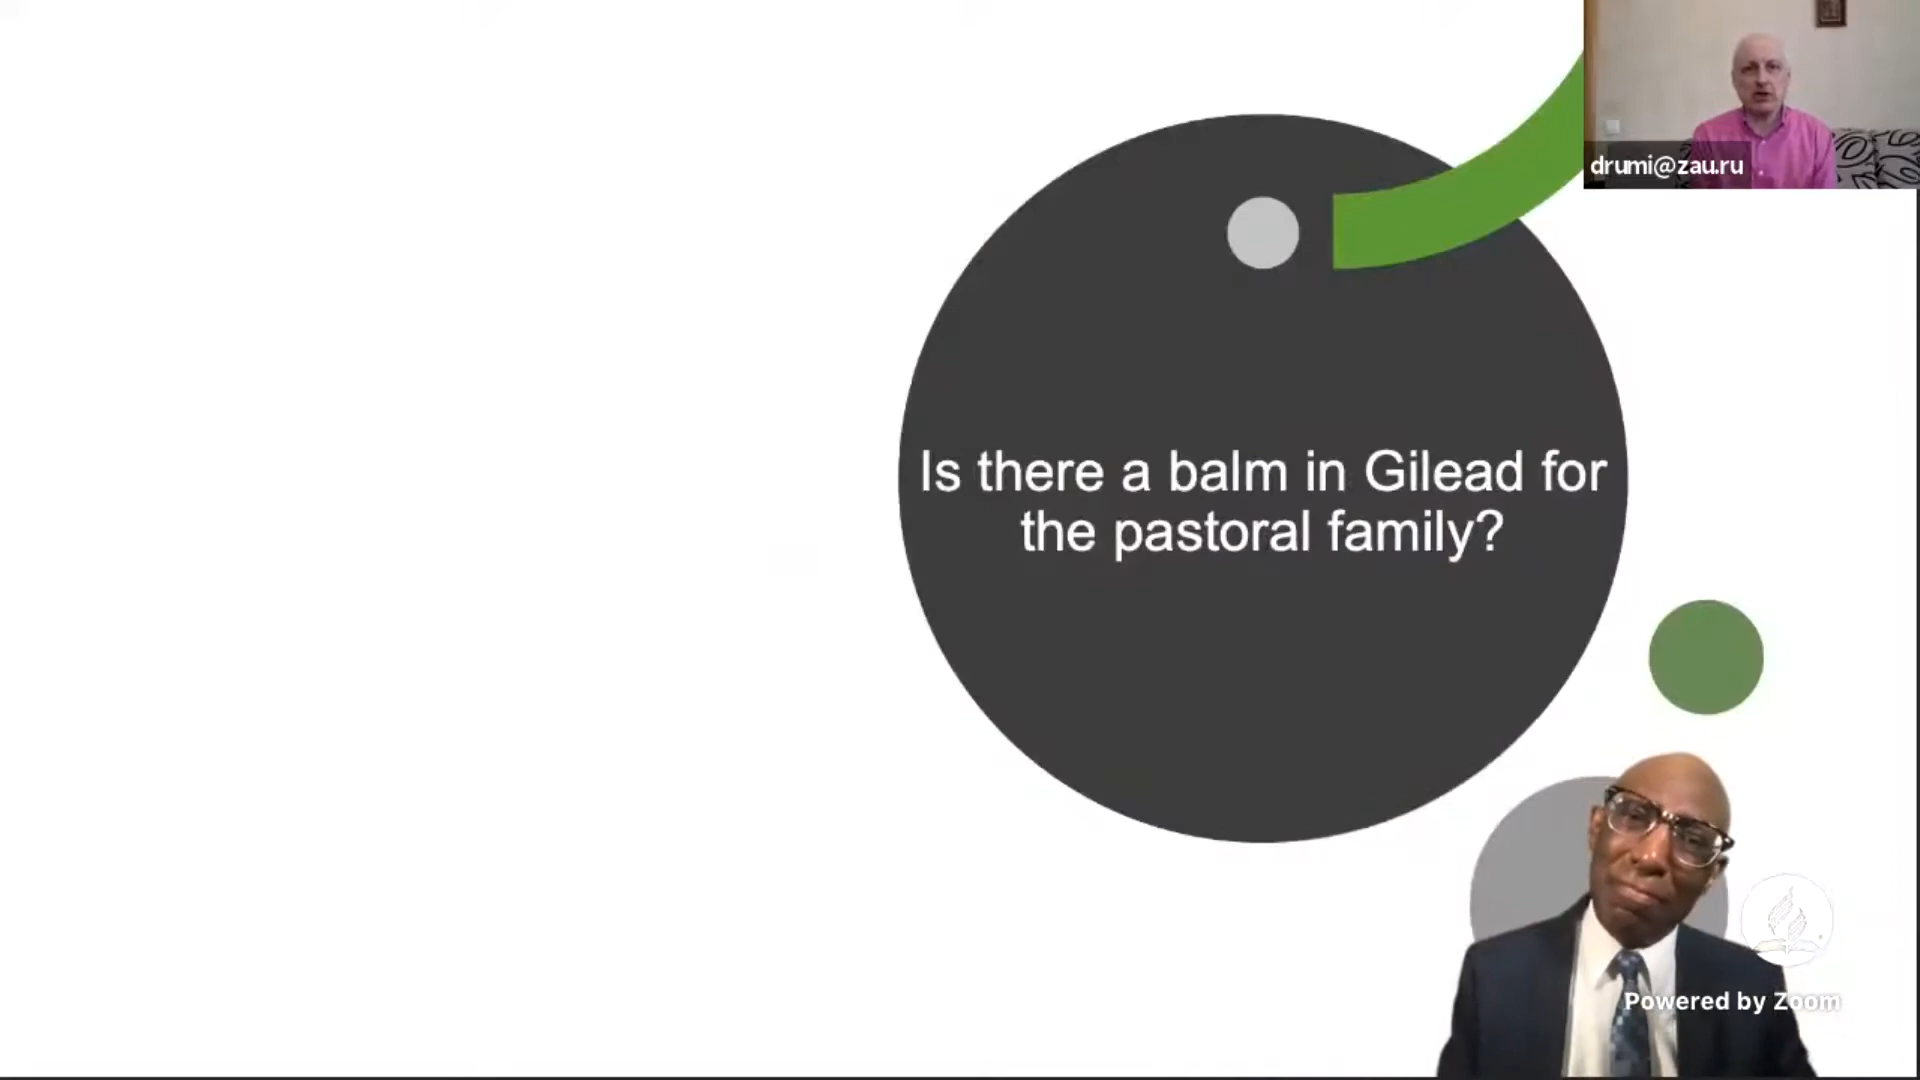 drumi@zau.ru
Is there a balm in Gilead for
the pastoral family?
Powered by Zoom